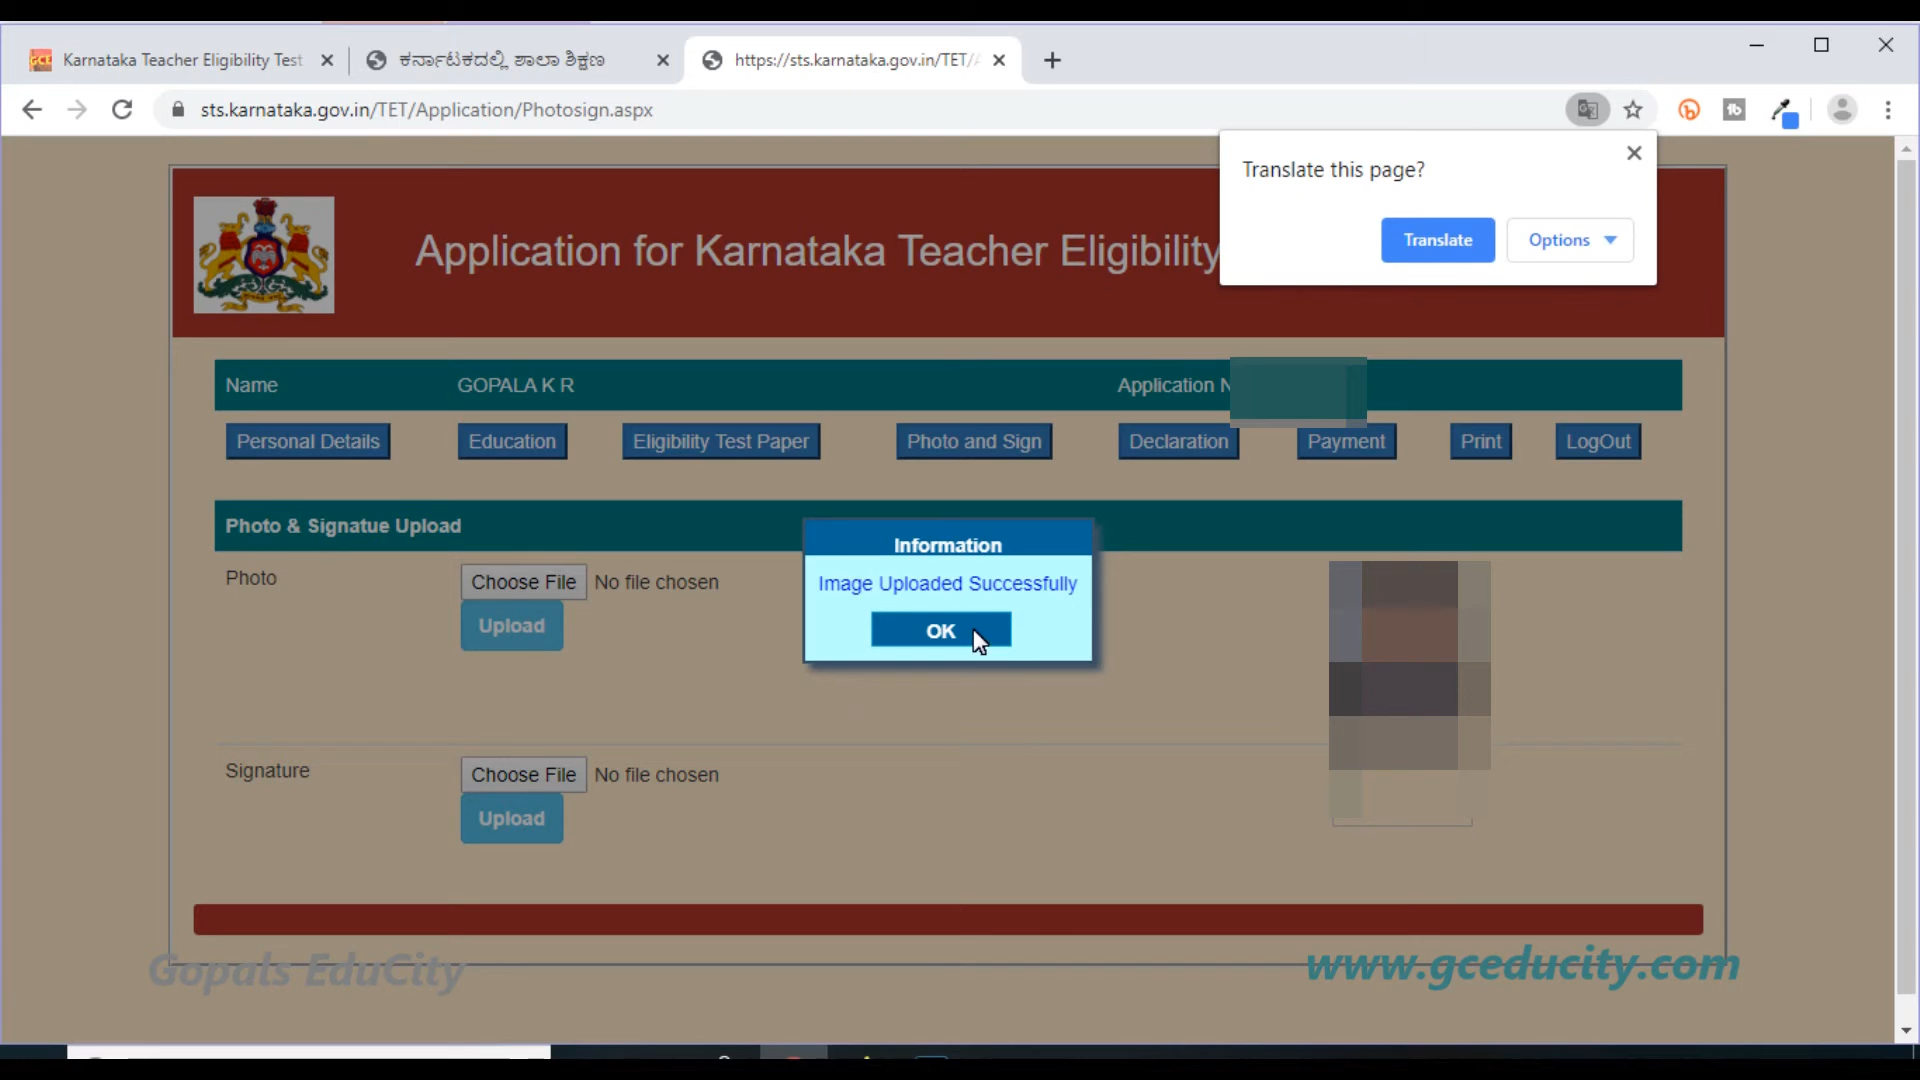 Karnataka Teacher Eligibility Test
ಕರ್ನಾಟಕದಲ್ಲಿ ಶಾಲಾ ಶಿಕ್ಷಣ
https://sts.karnataka.gov.in/TET/
sts.karnataka.gov.in/TET/Application/Photosign.aspx
Translate this page?
Translate
Options
Application for Karnataka Teacher Eligibility
Name
GOPALA K R
Application N
Personal Details
Education
Eligibility Test Paper
Photo and Sign
Declaration
Payment
Print
LogOut
Photo & Signatue Upload
Information
Image Uploaded Successfully
OK
Photo
Choose File
No file chosen
Upload
Signature
Choose File
No file chosen
Upload
Gopals EduCity
www.gceducity.com